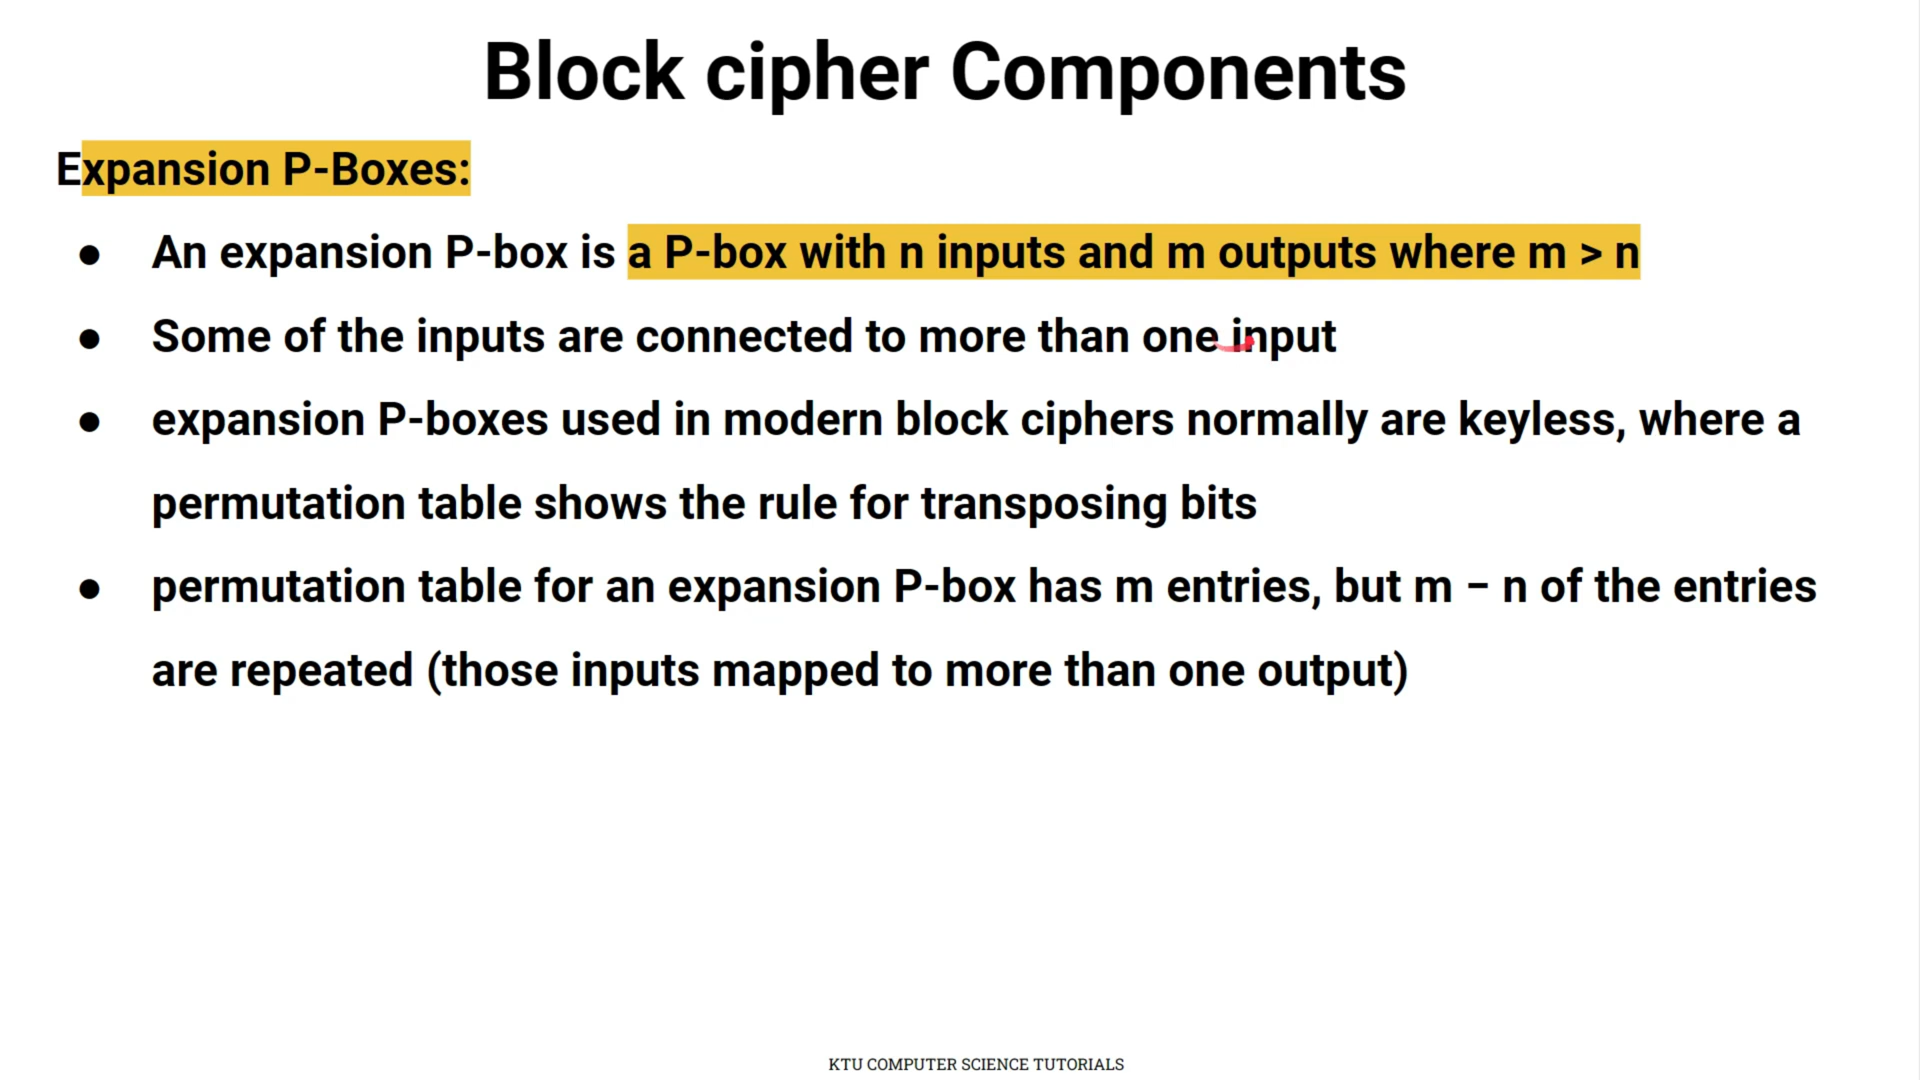 Block cipher Components
Expansion P-Boxes:
● An expansion P-box is a P-box with n inputs and m outputs where m > n
● Some of the inputs are connected to more than one input
● expansion P-boxes used in modern block ciphers normally are keyless, where a
permutation table shows the rule for transposing bits
● permutation table for an expansion P-box has m entries, but m − n of the entries
are repeated (those inputs mapped to more than one output)
KTU COMPUTER SCIENCE TUTORIALS